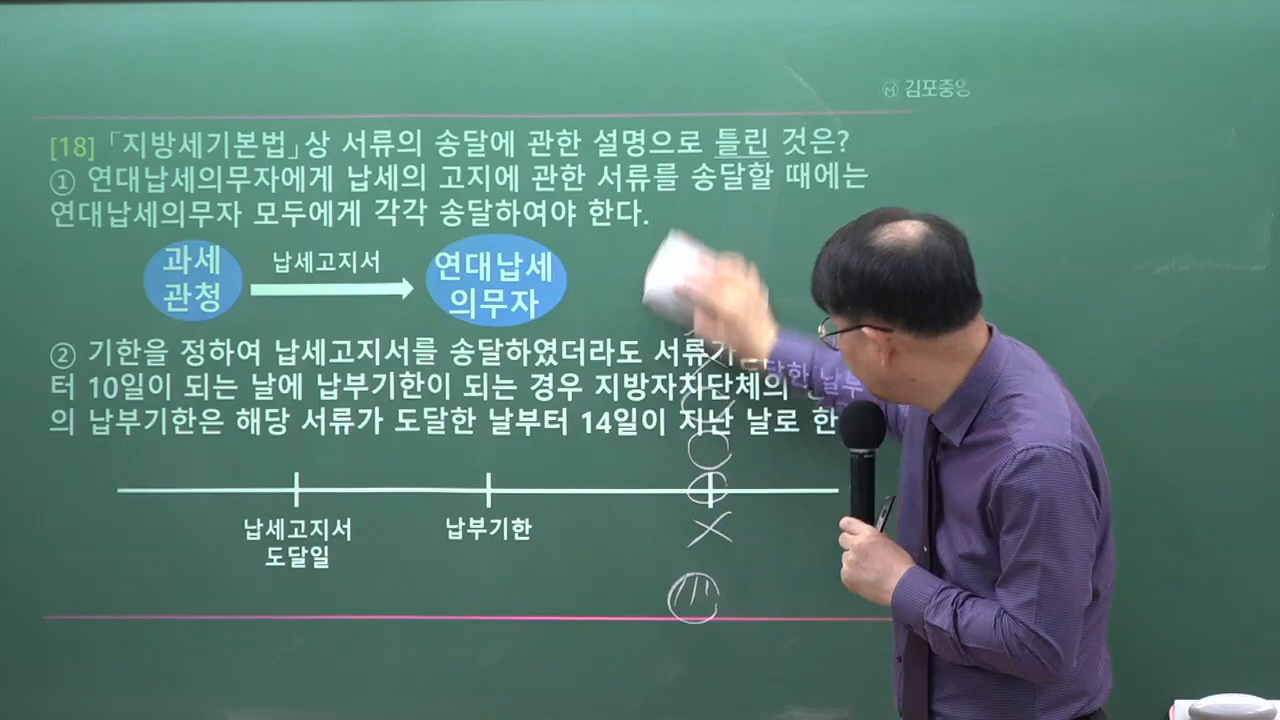 김포중앙
[18] 「지방세기본법」상 서류의 송달에 관한 설명으로 틀린 것은?
① 연대납세의무자에게 납세의 고지에 관한 서류를 송달할 때에는
연대납세의무자 모두에게 각각 송달하여야 한다.
과세
관청
납세고지서
연대납세
의무자
② 기한을 정하여 납세고지서를 송달하였더라도 서류가
터 10일이 되는 날에 납부기한이 되는 경우 지방자치단체의
달한 날부
의 납부기한은 해당 서류가 도달한 날부터 14일이 지난 날로 한
납세고지서
도달일
납부기한